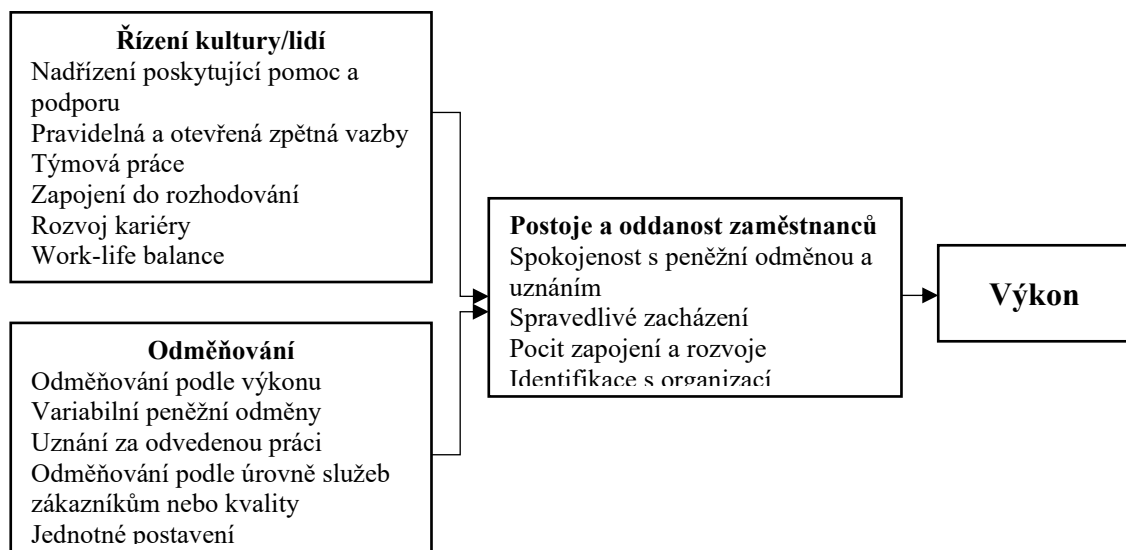 Řízení kultury/lidí
Nadřízení poskytující pomoc a
podporu
Pravidelná a otevřená zpětná vazby
Týmová práce
Zapojení do rozhodování
Rozvoj kariéry
Work-life balance
Odměňování
Odměňování podle výkonu
Variabilní peněžní odměny
Uznání za odvedenou práci
Odměňování podle úrovně služeb
zákazníkům nebo kvality
Jednotné postavení
Postoje a oddanost zaměstnanců
Spokojenost s peněžní odměnou a
uznáním
Spravedlivé zacházení
Pocit zapojení a rozvoje
Identifikace s organizací
Výkon